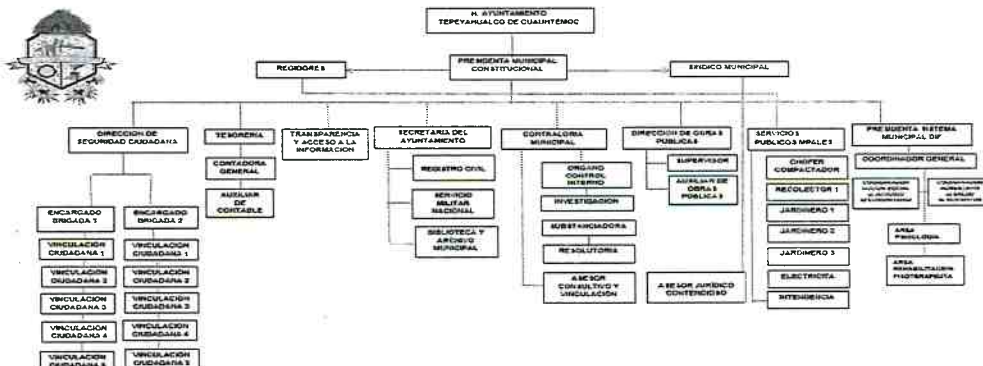 H. AYUNTAMIENTO
TEPEYAHUALCO DE CUAUHTEMOC
REGIDORES
PRESIDENTA MUNICIPAL
CONSTITUCIONAL
SINDICO MUNICIPAL
DIRECCION DE
SEGURIDAD CIUDADANA
TESORERIA
TRANSPARENCIA
Y ACCESO A LA
INFORMACION
SECRETARIA DEL
AYUNTAMIENTO
CONTRALORIA
MUNICIPAL
DIRECCION DE OBRAS
PUBLICAS
SERVICIOS
PUBLICOS MPALES
PRESIDENTA SISTEMA
MUNICIPAL DIF
CONTADORA
GENERAL
AUXILIAR
DE CONTABLE
REGISTRO CIVIL
SERVICIO
MILITAR
NACIONAL
BIBLIOTECA Y
ARCHIVO
MUNICIPAL
ORGANO
CONTROL
INTERNO
INVESTIGACION
SUBSTANCIADORA
RESOLUTORIA
ASESOR
CONSULTIVO Y
VINCULACIÓN
SUPERVISOR
AUXILIAR DE
OBRAS
PUBLICAS
ASESOR JURÍDICO
CONTENCIOSO
CHOFER
COMPACTADOR
RECOLECTOR 1
JARDINERO 1
JARDINERO 2
JARDINERO 3
ELECTRICITA
INTENDENCIA
COORDINADOR GENERAL
AREA
PSICOLOGIA
AREA
REHABILITACION
FISIOTERAPEUTA
ENCARGADO
BRIGADA 1
VINCULACION
CIUDADANA 1
VINCULACION
CIUDADANA 2
VINCULACION
CIUDADANA 3
VINCULACION
CIUDADANA 4
VINCULACION
CIUDADANA 5
ENCARGADO
BRIGADA 2
VINCULACION
CIUDADANA 1
VINCULACION
CIUDADANA 2
VINCULACION
CIUDADANA 3
VINCULACION
CIUDADANA 4
VINCULACION
CIUDADANA 5